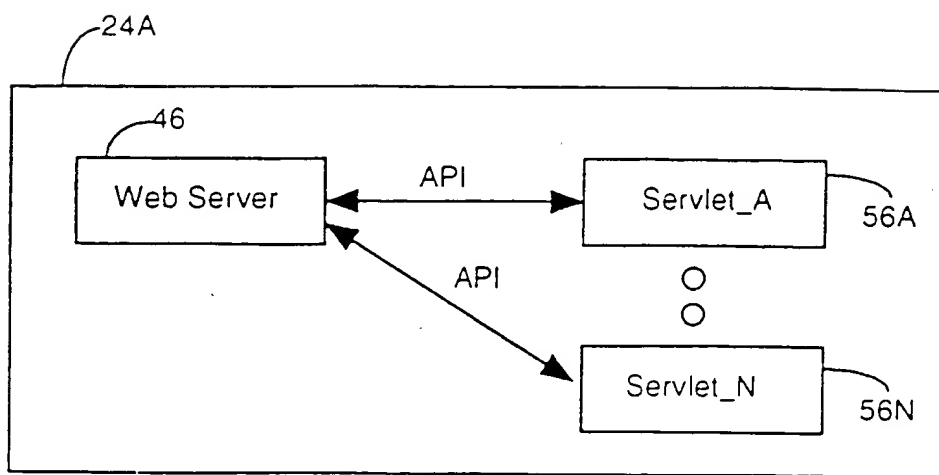 24A
46
Web Server
API
Servlet_A
56A
API
Servlet_N
56N